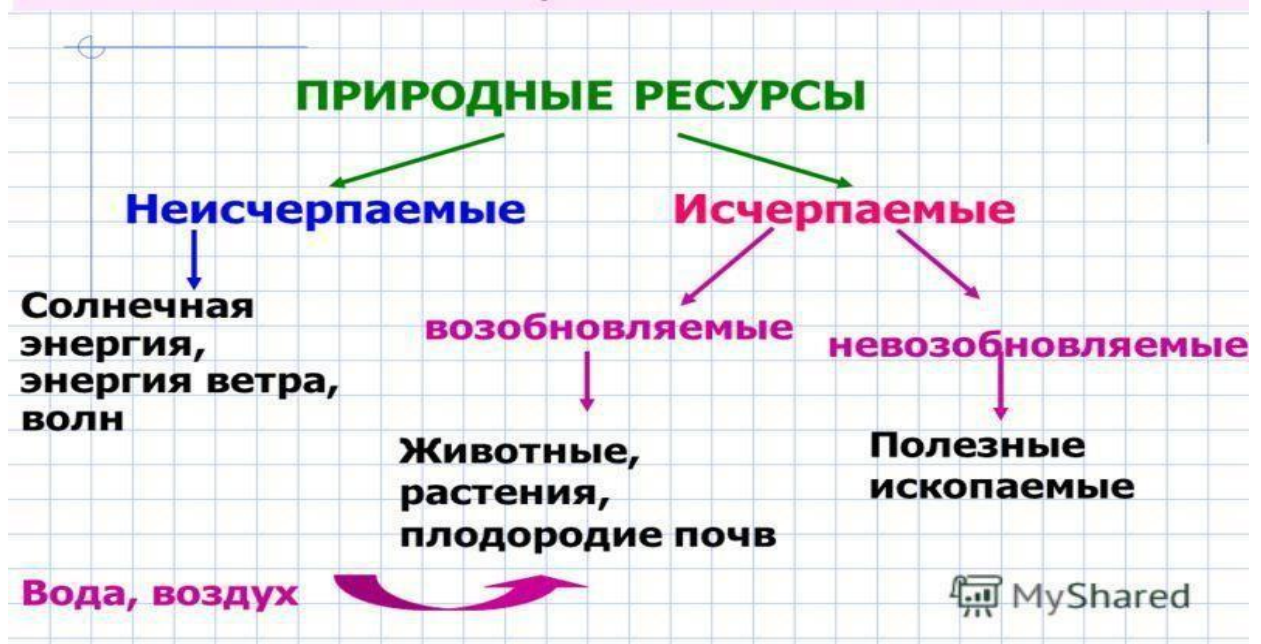 ПРИРОДНЫЕ РЕСУРСЫ
Неисчерпаемые
Исчерпаемые
Солнечная
энергия,
энергия ветра,
волн
возобновляемые
невозобновляемые
Животные,
растения,
плодородие почв
Полезные
ископаемые
Вода, воздух
MyShared